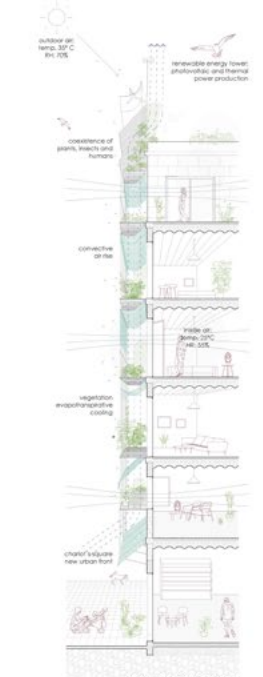 outdoor air:
temp. 35° C
RH. 70%
renewable energy tower:
photovoltaic and thermal
power production
coexistence of
plants, insects and
humans
convective
air rise
inside air:
temp: 25°C
HR: 55%
vegetation
evapotranspirative
cooling
chariot's square
new urban front